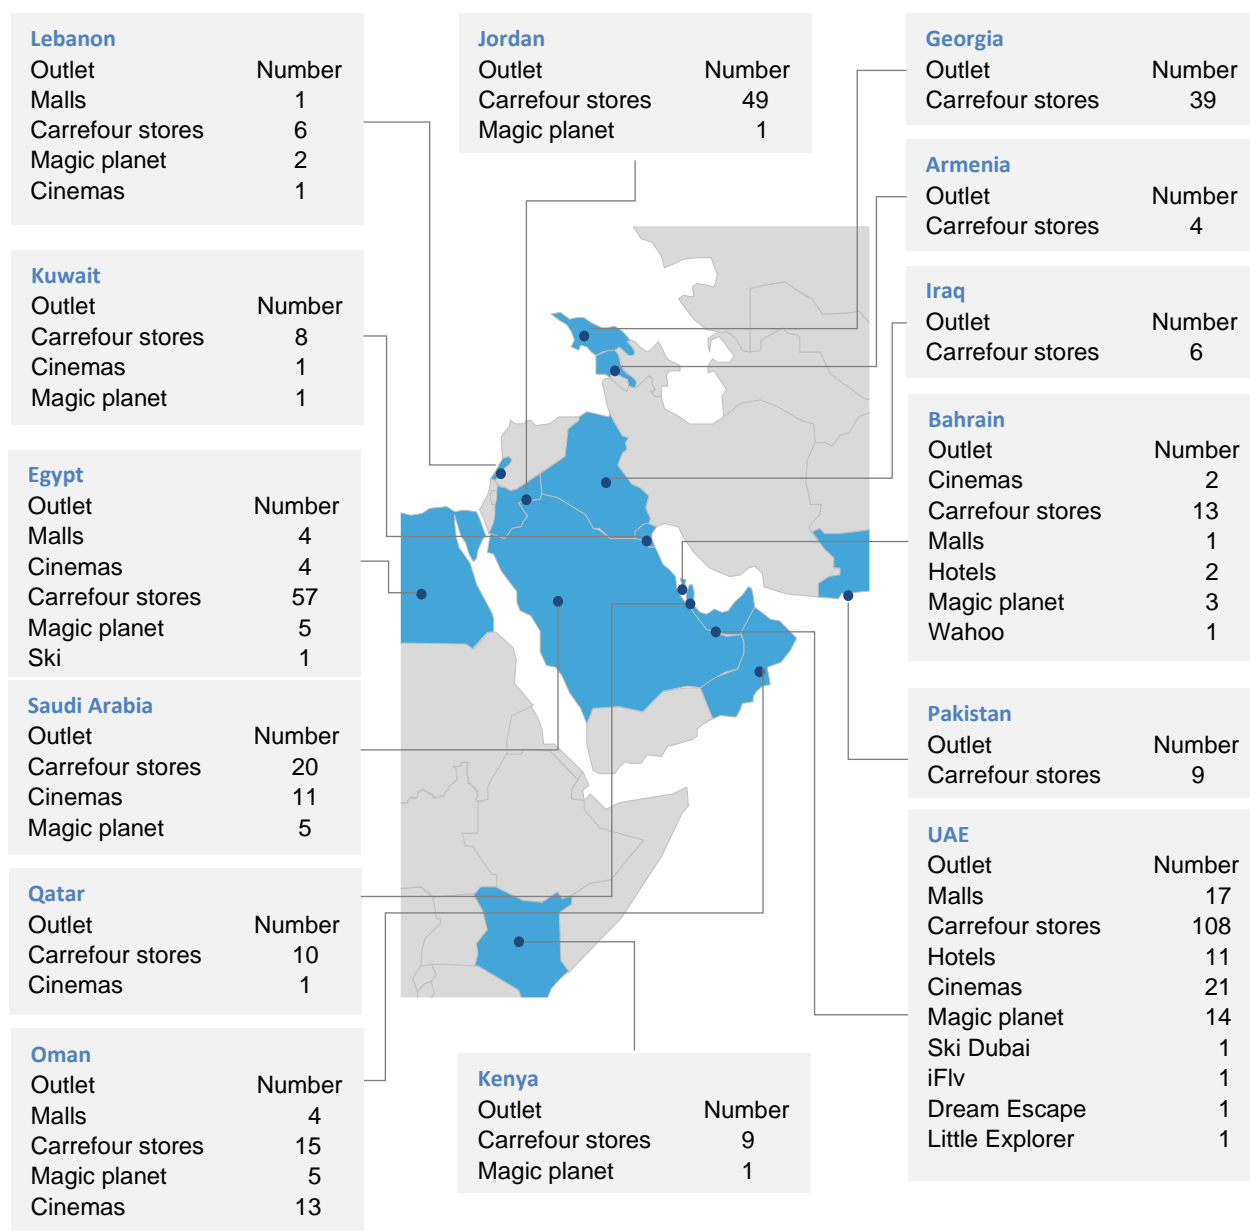 Lebanon
Outlet Number
Malls 1
Carrefour stores 6
Magic planet 2
Cinemas 1
Kuwait
Outlet Number
Carrefour stores 8
Cinemas 1
Magic planet 1
Egypt
Outlet Number
Malls 4
Cinemas 4
Carrefour stores 57
Magic planet 5
Ski 1
Saudi Arabia
Outlet Number
Carrefour stores 20
Cinemas 11
Magic planet 5
Qatar
Outlet Number
Carrefour stores 10
Cinemas 1
Oman
Outlet Number
Malls 4
Carrefour stores 15
Magic planet 5
Cinemas 13
Jordan
Outlet Number
Carrefour stores 49
Magic planet 1
Kenya
Outlet Number
Carrefour stores 9
Magic planet 1
Georgia
Outlet Number
Carrefour stores 39
Armenia
Outlet Number
Carrefour stores 4
Iraq
Outlet Number
Carrefour stores 6
Bahrain
Outlet Number
Cinemas 2
Carrefour stores 13
Malls 1
Hotels 2
Magic planet 3
Wahoo 1
Pakistan
Outlet Number
Carrefour stores 9
UAE
Outlet Number
Malls 17
Carrefour stores 108
Hotels 11
Cinemas 21
Magic planet 14
Ski Dubai 1
iFlv 1
Dream Escape 1
Little Explorer 1